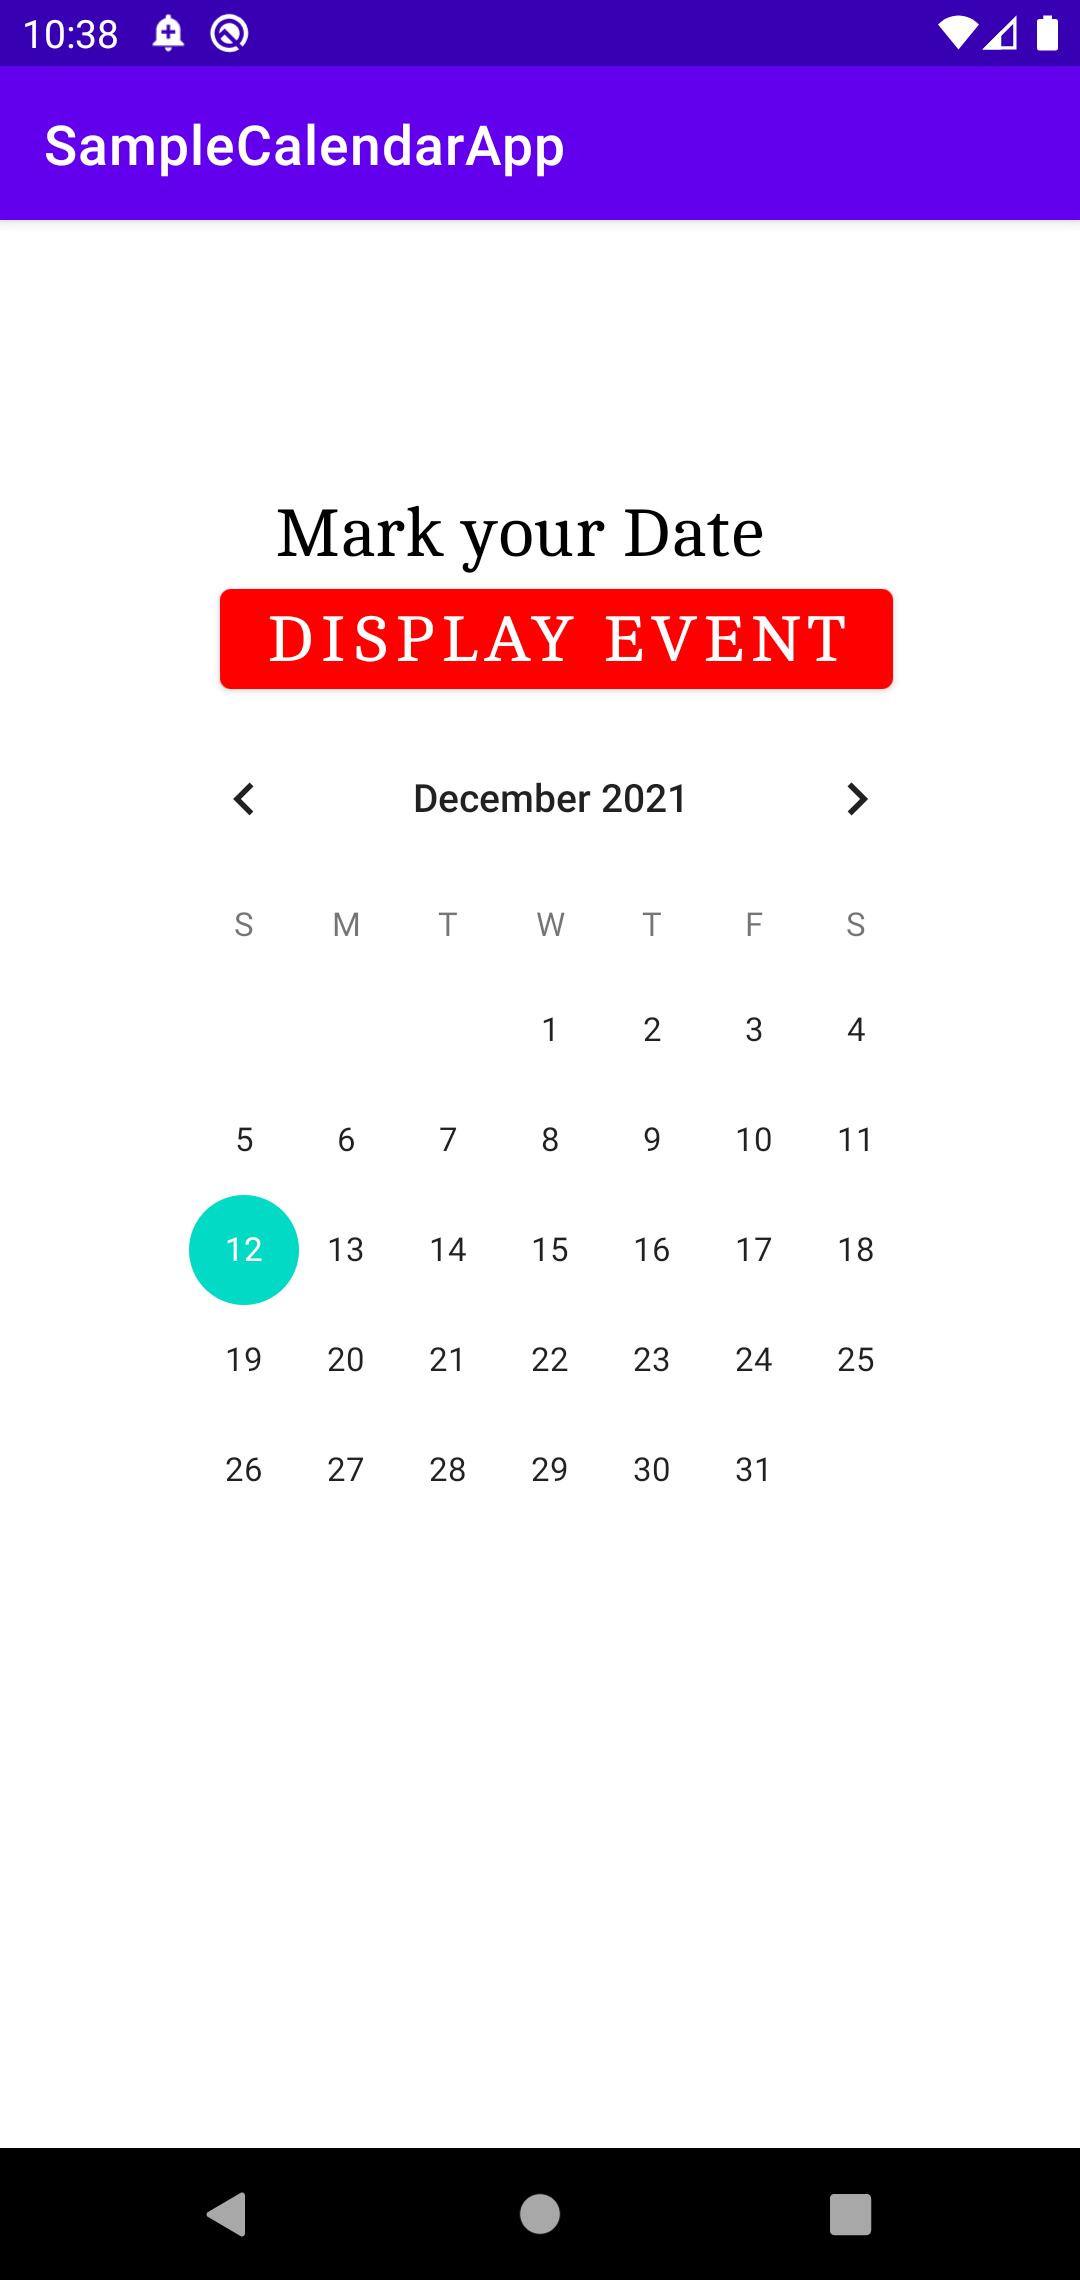 10:38
SampleCalendarApp
Mark your Date
DISPLAY EVENT
December 2021
S M T W T F S
1 2 3 4
5 6 7 8 9 10 11
12 13 14 15 16 17 18
19 20 21 22 23 24 25
26 27 28 29 30 31